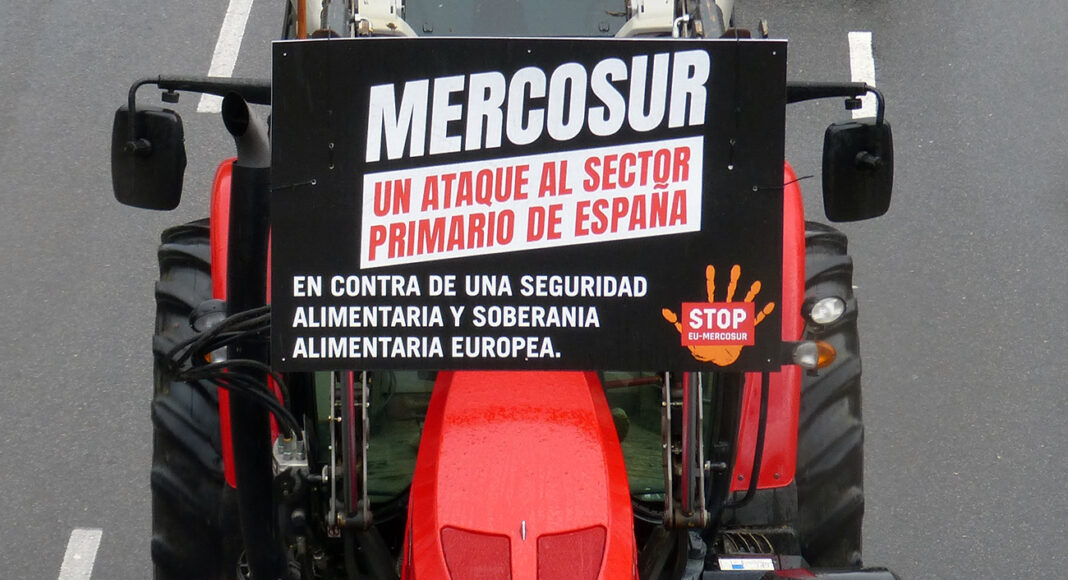 MERCOSUR
UN ATAQUE AL SECTOR
PRIMARIO DE ESPAÑA
EN CONTRA DE UNA SEGURIDAD
ALIMENTARIA Y SOBERANIA
ALIMENTARIA EUROPEA.
STOP
EU-MERCOSUR